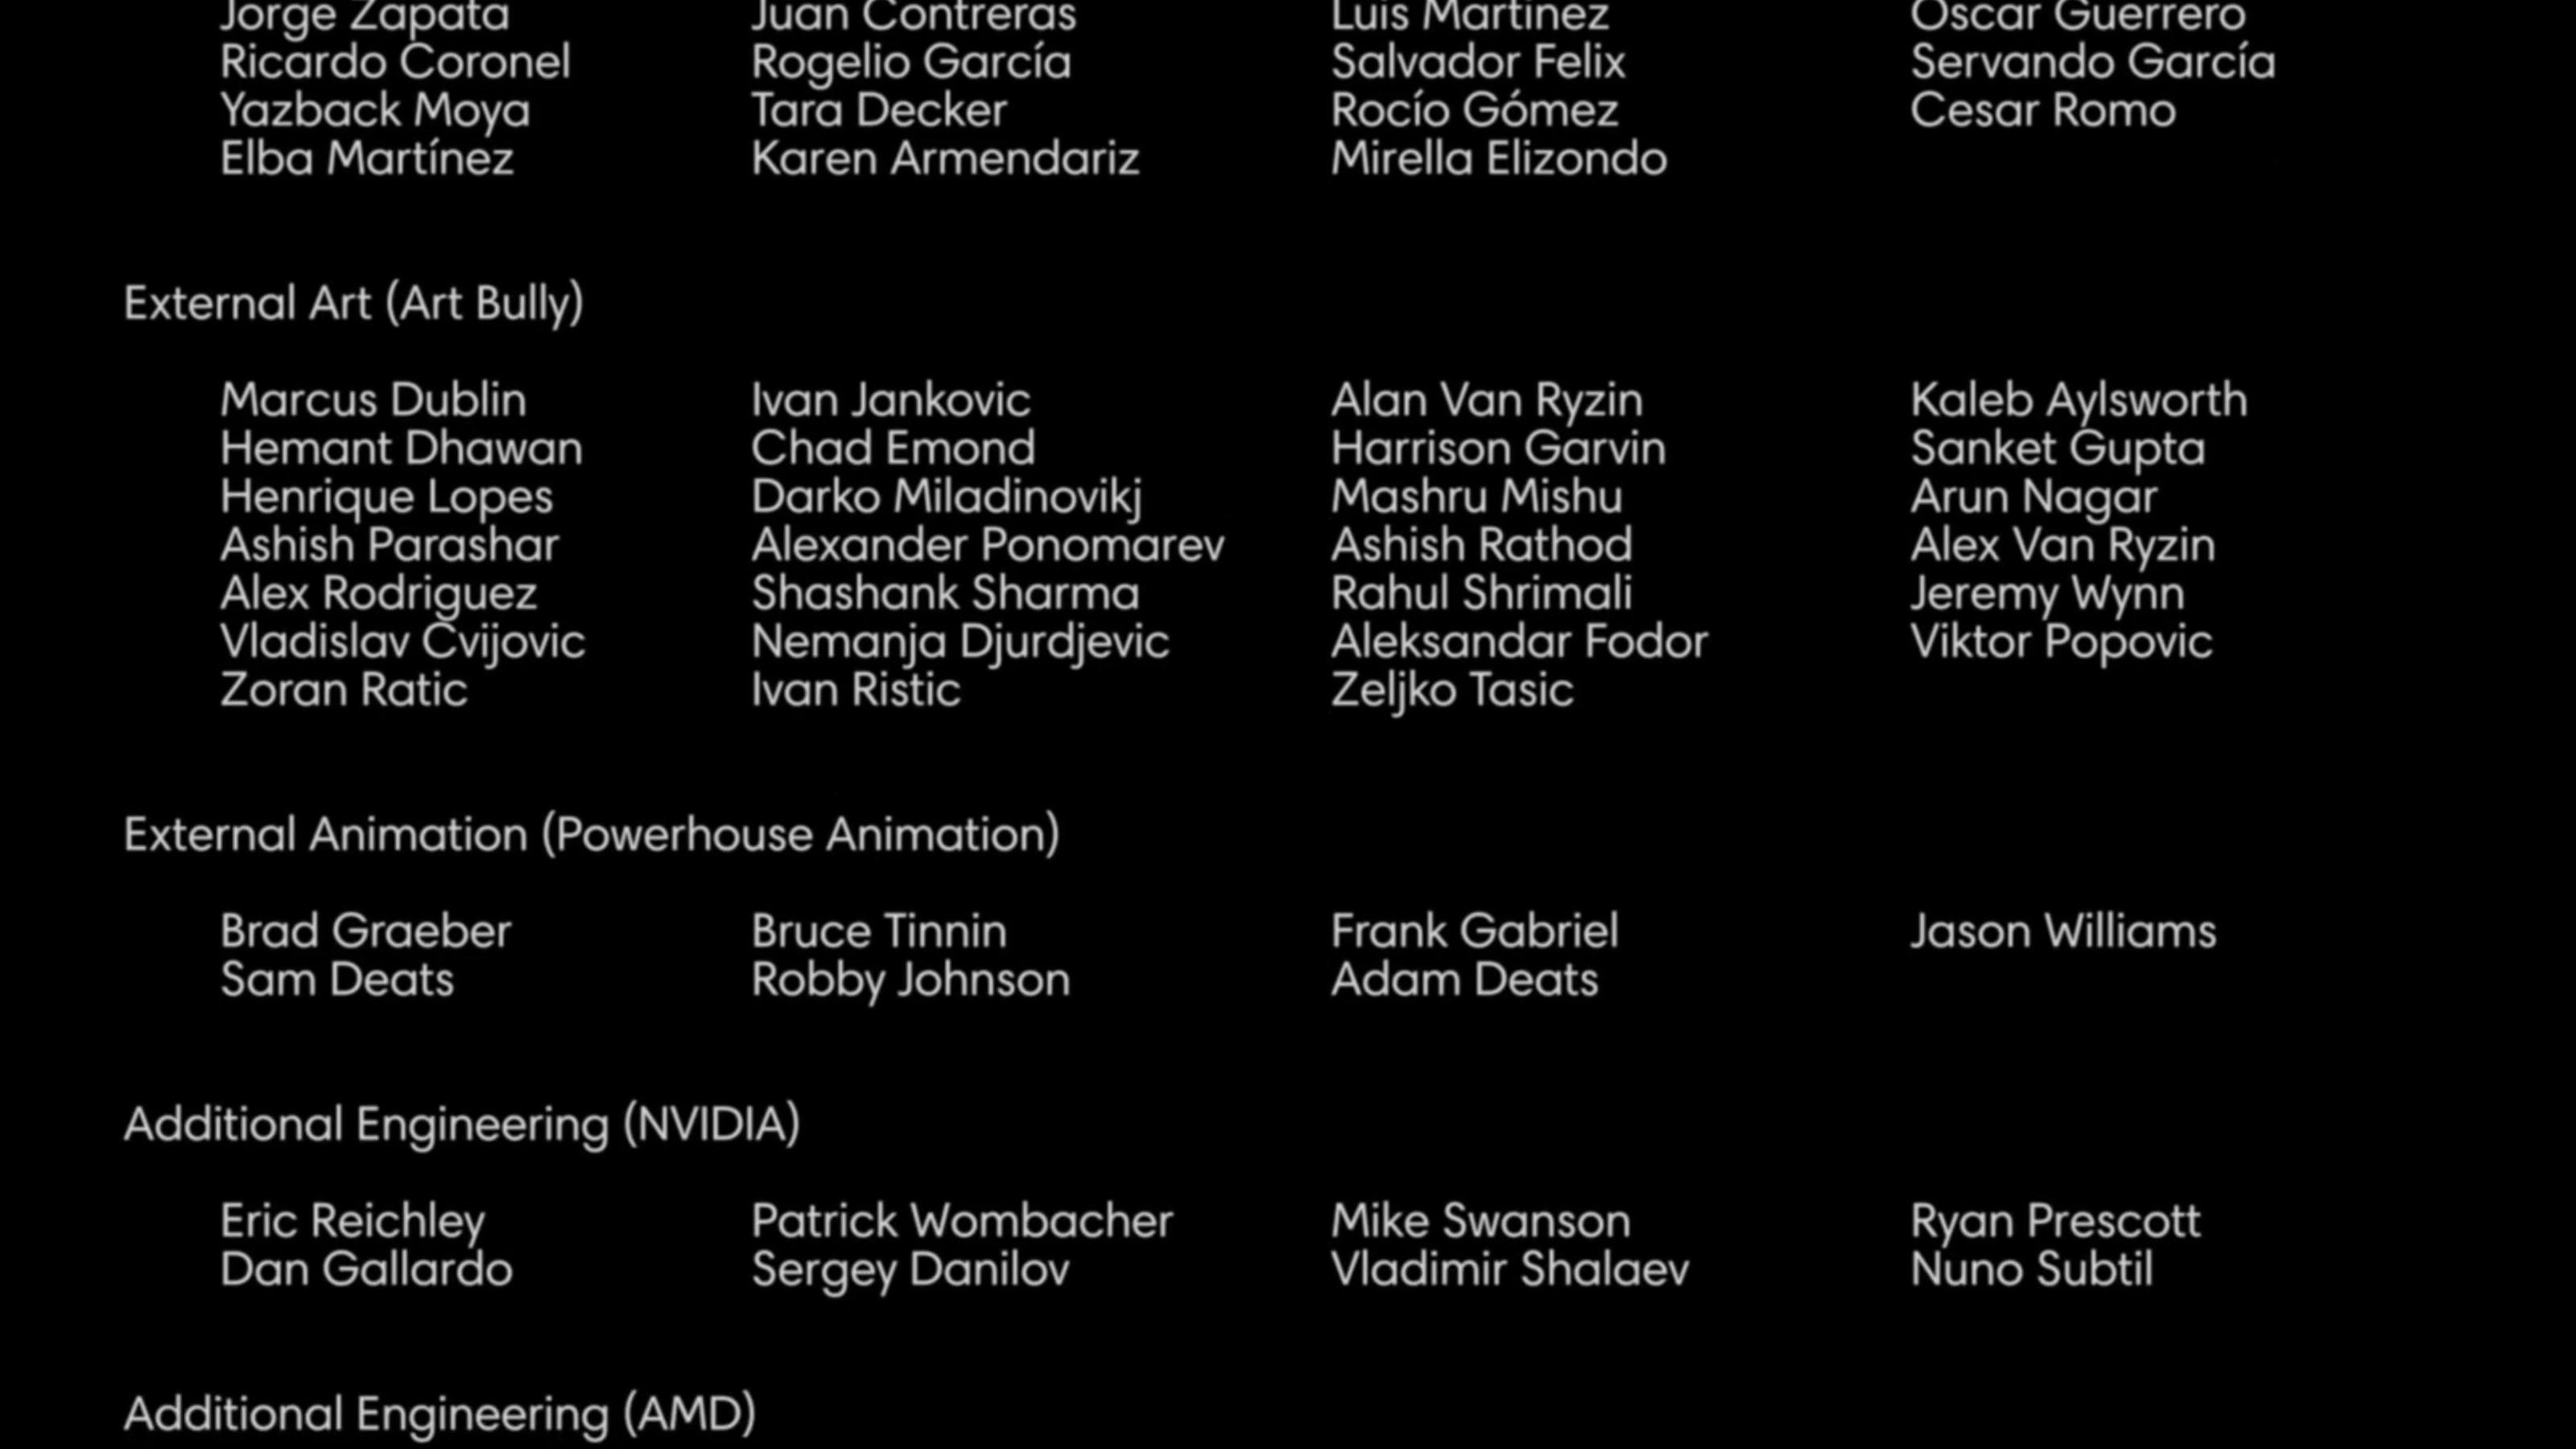 Jorge Zapata Juan Contreras Luis Martínez Oscar Guerrero
Ricardo Coronel Rogelio García Salvador Felix Servando García
Yazback Moya Tara Decker Rocío Gómez Cesar Romo
Elba Martínez Karen Armendariz Mirella Elizondo
External Art (Art Bully)
Marcus Dublin Ivan Jankovic Alan Van Ryzin Kaleb Aylsworth
Hemant Dhawan Chad Emond Harrison Garvin Sanket Gupta
Henrique Lopes Darko Miladinovikj Mashru Mishu Arun Nagar
Ashish Parashar Alexander Ponomarev Ashish Rathod Alex Van Ryzin
Alex Rodriguez Shashank Sharma Rahul Shrimali Jeremy Wynn
Vladislav Cvijovic Nemanja Djurdjevic Aleksandar Fodor Viktor Popovic
Zoran Ratic Ivan Ristic Zeljko Tasic
External Animation (Powerhouse Animation)
Brad Graeber Bruce Tinnin Frank Gabriel Jason Williams
Sam Deats Robby Johnson Adam Deats
Additional Engineering (NVIDIA)
Eric Reichley Patrick Wombacher Mike Swanson Ryan Prescott
Dan Gallardo Sergey Danilov Vladimir Shalaev Nuno Subtil
Additional Engineering (AMD)